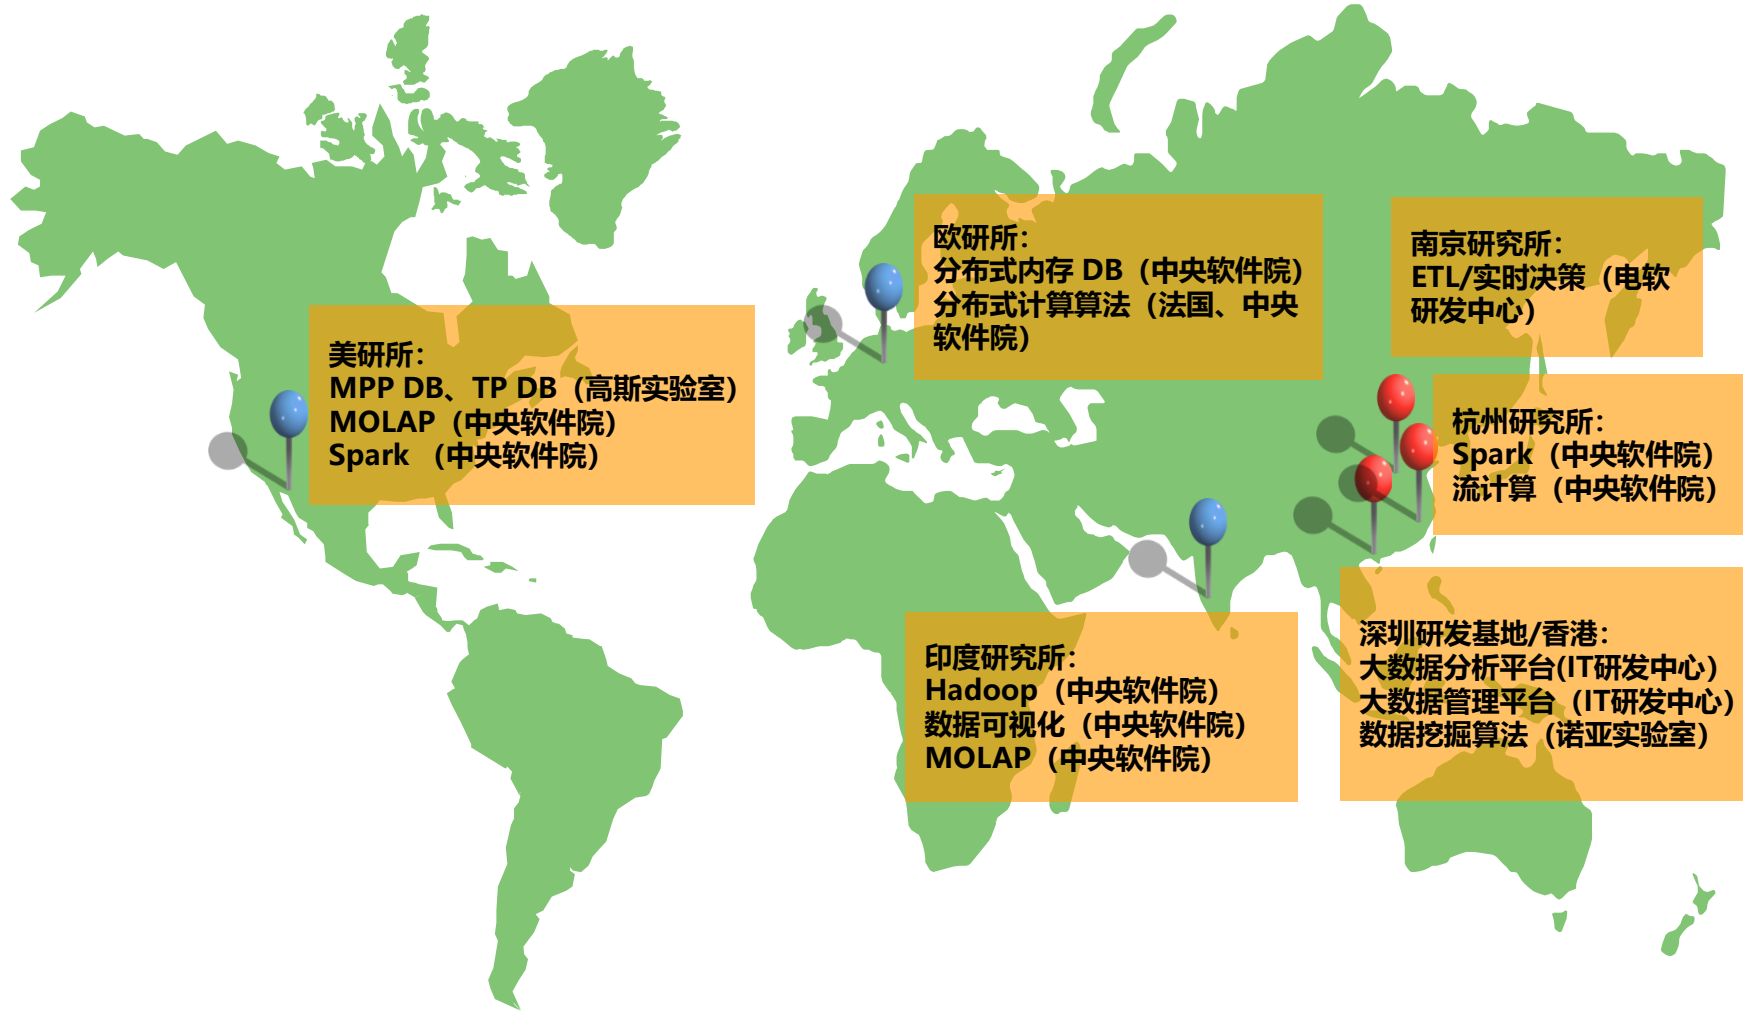 欧研所：
分布式内存 DB（中央软件院）
分布式计算算法（法国、中央
软件院）
南京研究所：
ETL/实时决策（电软
研发中心）
美研所：
MPP DB、TP DB（高斯实验室）
MOLAP（中央软件院）
Spark （中央软件院）
杭州研究所：
Spark（中央软件院）
流计算（中央软件院）
印度研究所：
Hadoop（中央软件院）
数据可视化（中央软件院）
MOLAP（中央软件院）
深圳研发基地/香港：
大数据分析平台(IT研发中心）
大数据管理平台（IT研发中心）
数据挖掘算法（诺亚实验室）